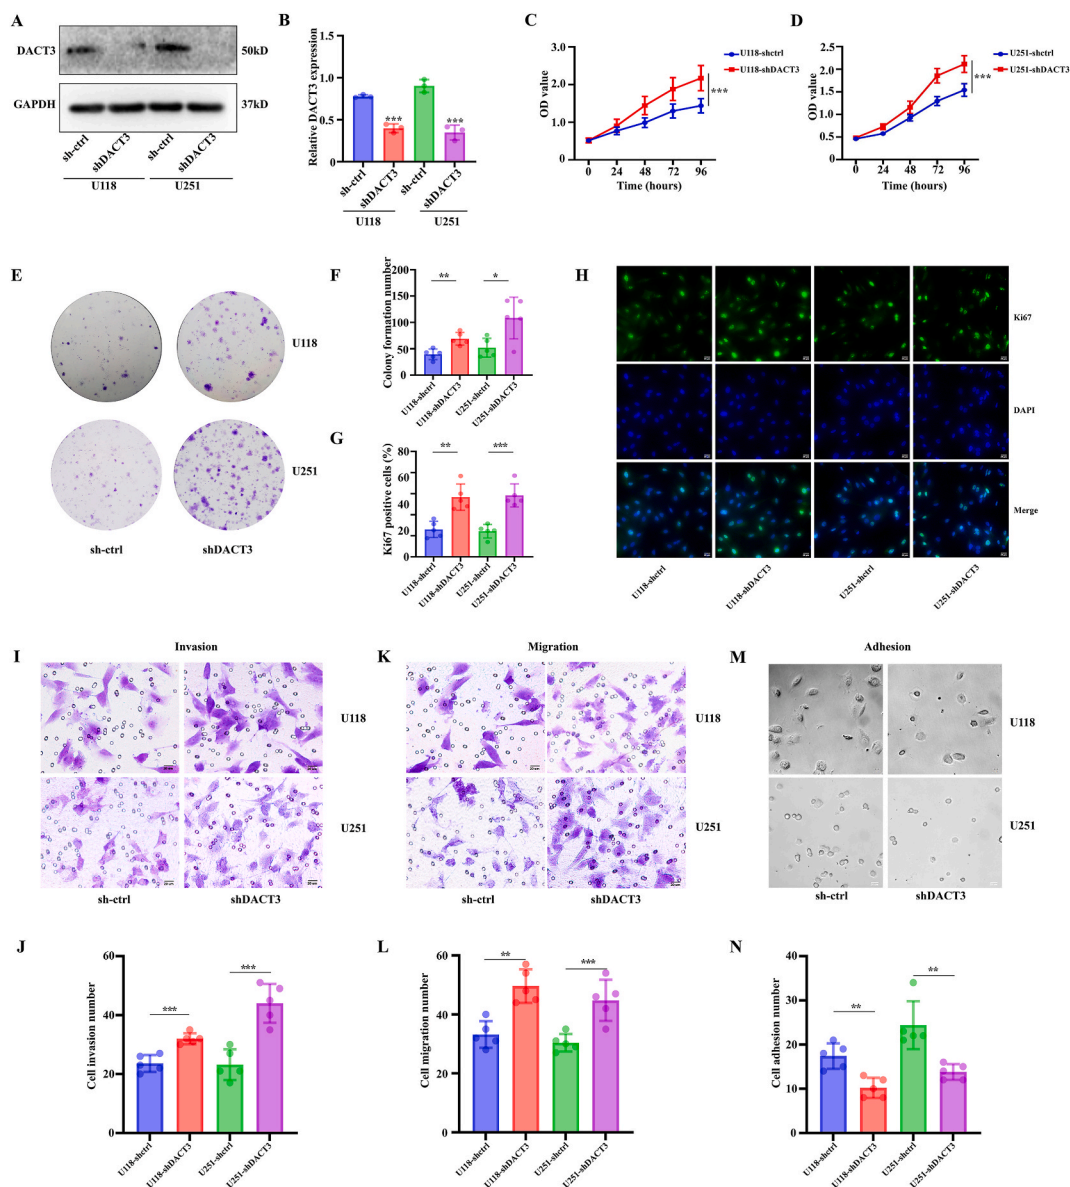 A
DACT3
50kD
GAPDH
37kD
sh-ctrl
shDACT3
sh-ctrl
shDACT3
U118
U251
B
Relative DACT3 expression
1.5
1.0
0.5
0.0
***
***
sh-ctrl
shDACT3
sh-ctrl
shDACT3
U118
U251
C
U118-shctrl
U118-shDACT3
OD value
3.0
2.0
1.0
0.0
***
0 24 48 72 96
Time (hours)
D
U251-shctrl
U251-shDACT3
OD value
2.5
2.0
1.5
1.0
0.5
0.0
***
0 24 48 72 96
Time (hours)
E
U118
U251
sh-ctrl
shDACT3
F
Colony formation number
200
150
100
50
0
**
*
U118-shctrl
U118-shDACT3
U251-shctrl
U251-shDACT3
G
Ki67 positive cells (%)
80
60
40
20
0
**
***
U118-shctrl
U118-shDACT3
U251-shctrl
U251-shDACT3
H
Ki67
DAPI
Merge
U118-shctrl
U118-shDACT3
U251-shctrl
U251-shDACT3
I
Invasion
U118
U251
sh-ctrl
shDACT3
K
Migration
U118
U251
sh-ctrl
shDACT3
M
Adhesion
U118
U251
sh-ctrl
shDACT3
J
Cell invasion number
60
40
20
0
***
***
U118-shctrl
U118-shDACT3
U251-shctrl
U251-shDACT3
L
Cell migration number
60
40
20
0
**
***
U118-shctrl
U118-shDACT3
U251-shctrl
U251-shDACT3
N
Cell adhesion number
40
30
20
10
0
**
**
U118-shctrl
U118-shDACT3
U251-shctrl
U251-shDACT3